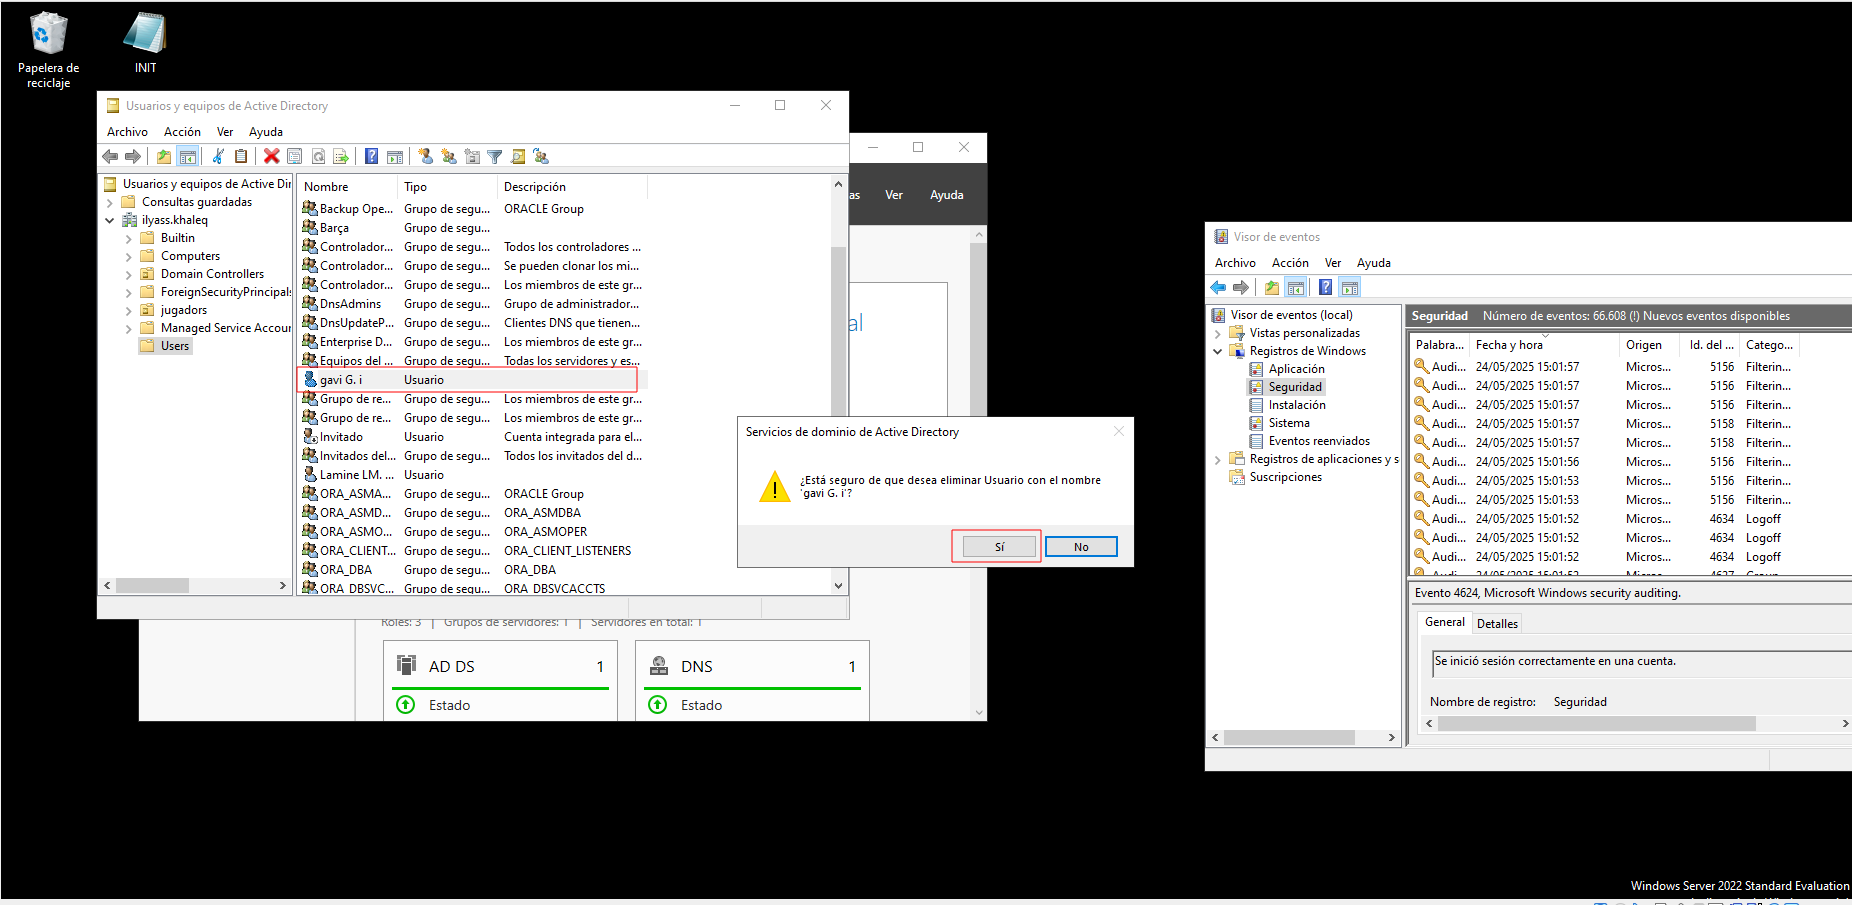 Papelera de
reciclaje
INIT
Usuarios y equipos de Active Directory
Archivo Acción Ver Ayuda
Usuarios y equipos de Active Dir
Consultas guardadas
ilyass.khaleq
Builtin
Computers
Domain Controllers
ForeignSecurityPrincipals
jugadores
Managed Service Accour
Users
Nombre Tipo Descripción
Backup Ope... Grupo de segu... ORACLE Group
Barça Grupo de segu...
Controlador... Grupo de segu... Todos los controladores ...
Controlador... Grupo de segu... Se pueden clonar los mi...
Controlador... Grupo de segu... Los miembros de este gr...
DnsAdmins Grupo de segu... Grupo de administrador...
DnsUpdateP... Grupo de segu... Clientes DNS que tienen...
Enterprise D... Grupo de segu... Los miembros de este gr...
Equipos del ... Grupo de segu... Todas los servidores y es...
gavi G. i Usuario
Grupo de re... Grupo de segu... Los miembros de este gr...
Grupo de re... Grupo de segu... Los miembros de este gr...
Invitado Usuario Cuenta integrada para el...
Invitados del... Grupo de segu... Todos los invitados del d...
Lamine LM. ... Usuario
ORA_ASMA... Grupo de segu... ORACLE Group
ORA_ASMD... Grupo de segu... ORA_ASMDBA
ORA_ASMO... Grupo de segu... ORA_ASMOPER
ORA_CLIENT... Grupo de segu... ORA_CLIENT_LISTENERS
ORA_DBA Grupo de segu... ORA_DBA
ORA_DBSVC... Grupo de segu... ORA_DBSVCACCTS
as Ver Ayuda
al
Roles: 3 | Grupos de servidores: 1 | Servidores en total: 1
AD DS 1
Estado
DNS 1
Estado
Servicios de dominio de Active Directory
¿Está seguro de que desea eliminar Usuario con el nombre
'gavi G. i'?
Sí No
Visor de eventos
Archivo Acción Ver Ayuda
Visor de eventos (local)
Vistas personalizadas
Registros de Windows
Aplicación
Seguridad
Instalación
Sistema
Eventos reenviados
Registros de aplicaciones y s
Suscripciones
Seguridad Número de eventos: 66.608 (!) Nuevos eventos disponibles
Palabra... Fecha y hora Origen Id. del ... Catego...
Audi... 24/05/2025 15:01:57 Micros... 5156 Filterin...
Audi... 24/05/2025 15:01:57 Micros... 5156 Filterin...
Audi... 24/05/2025 15:01:57 Micros... 5156 Filterin...
Audi... 24/05/2025 15:01:57 Micros... 5158 Filterin...
Audi... 24/05/2025 15:01:57 Micros... 5158 Filterin...
Audi... 24/05/2025 15:01:56 Micros... 5156 Filterin...
Audi... 24/05/2025 15:01:53 Micros... 5156 Filterin...
Audi... 24/05/2025 15:01:53 Micros... 5156 Filterin...
Audi... 24/05/2025 15:01:52 Micros... 4634 Logoff
Audi... 24/05/2025 15:01:52 Micros... 4634 Logoff
Audi... 24/05/2025 15:01:52 Micros... 4634 Logoff
Audi... 24/05/2025 15:01:52 Micros... 4627 Group
Evento 4624, Microsoft Windows security auditing.
General Detalles
Se inició sesión correctamente en una cuenta.
Nombre de registro: Seguridad
Windows Server 2022 Standard Evaluation